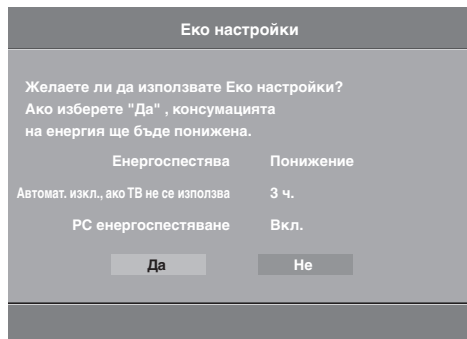 Еко настройки
Желаете ли да използвате Еко настройки?
Ако изберете "Да" , консумацията
на енергия ще бъде понижена.
Енергоспестява Понижение
Автомат. изкл., ако ТВ не се използва 3 ч.
PC енергоспестяване Вкл.
Да Не